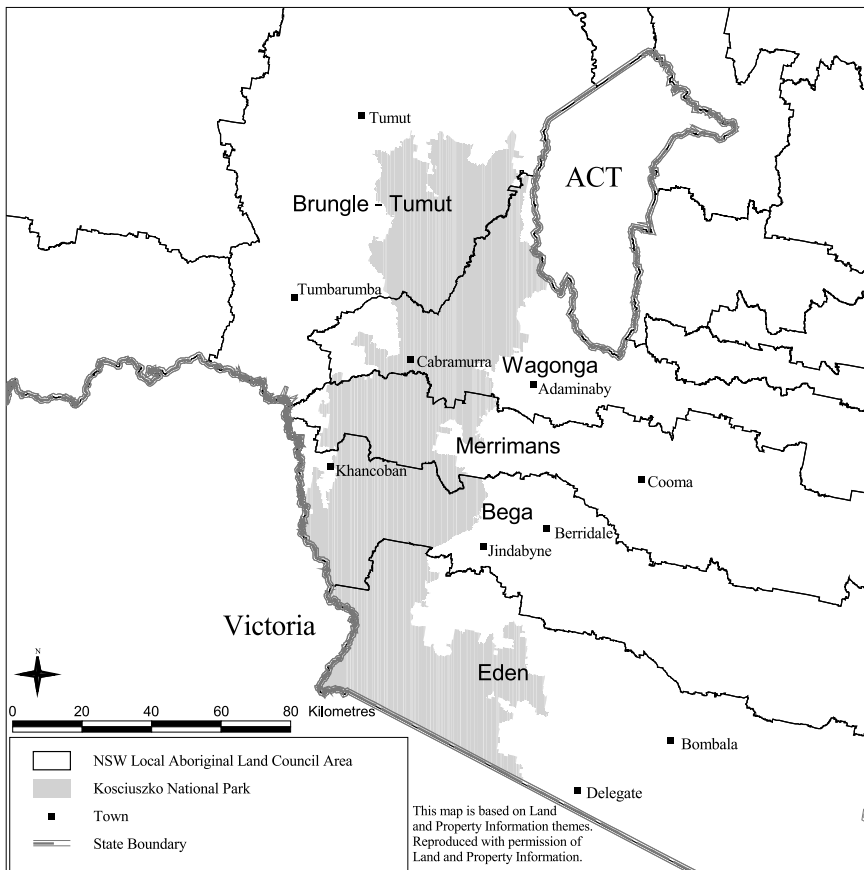 Tumut
ACT
Brungle - Tumut
Tumbarumba
Cabramurra
Wagonga
Adaminaby
Merrimans
Khancoban
Cooma
Bega
Berridale
Jindabyne
Victoria
Eden
N
0 20 40 60 80
Kilometres
Bombala
Delegate
NSW Local Aboriginal Land Council Area
Kosciuszko National Park
Town
State Boundary
This map is based on Land
and Property Information themes.
Reproduced with permission of
Land and Property Information.